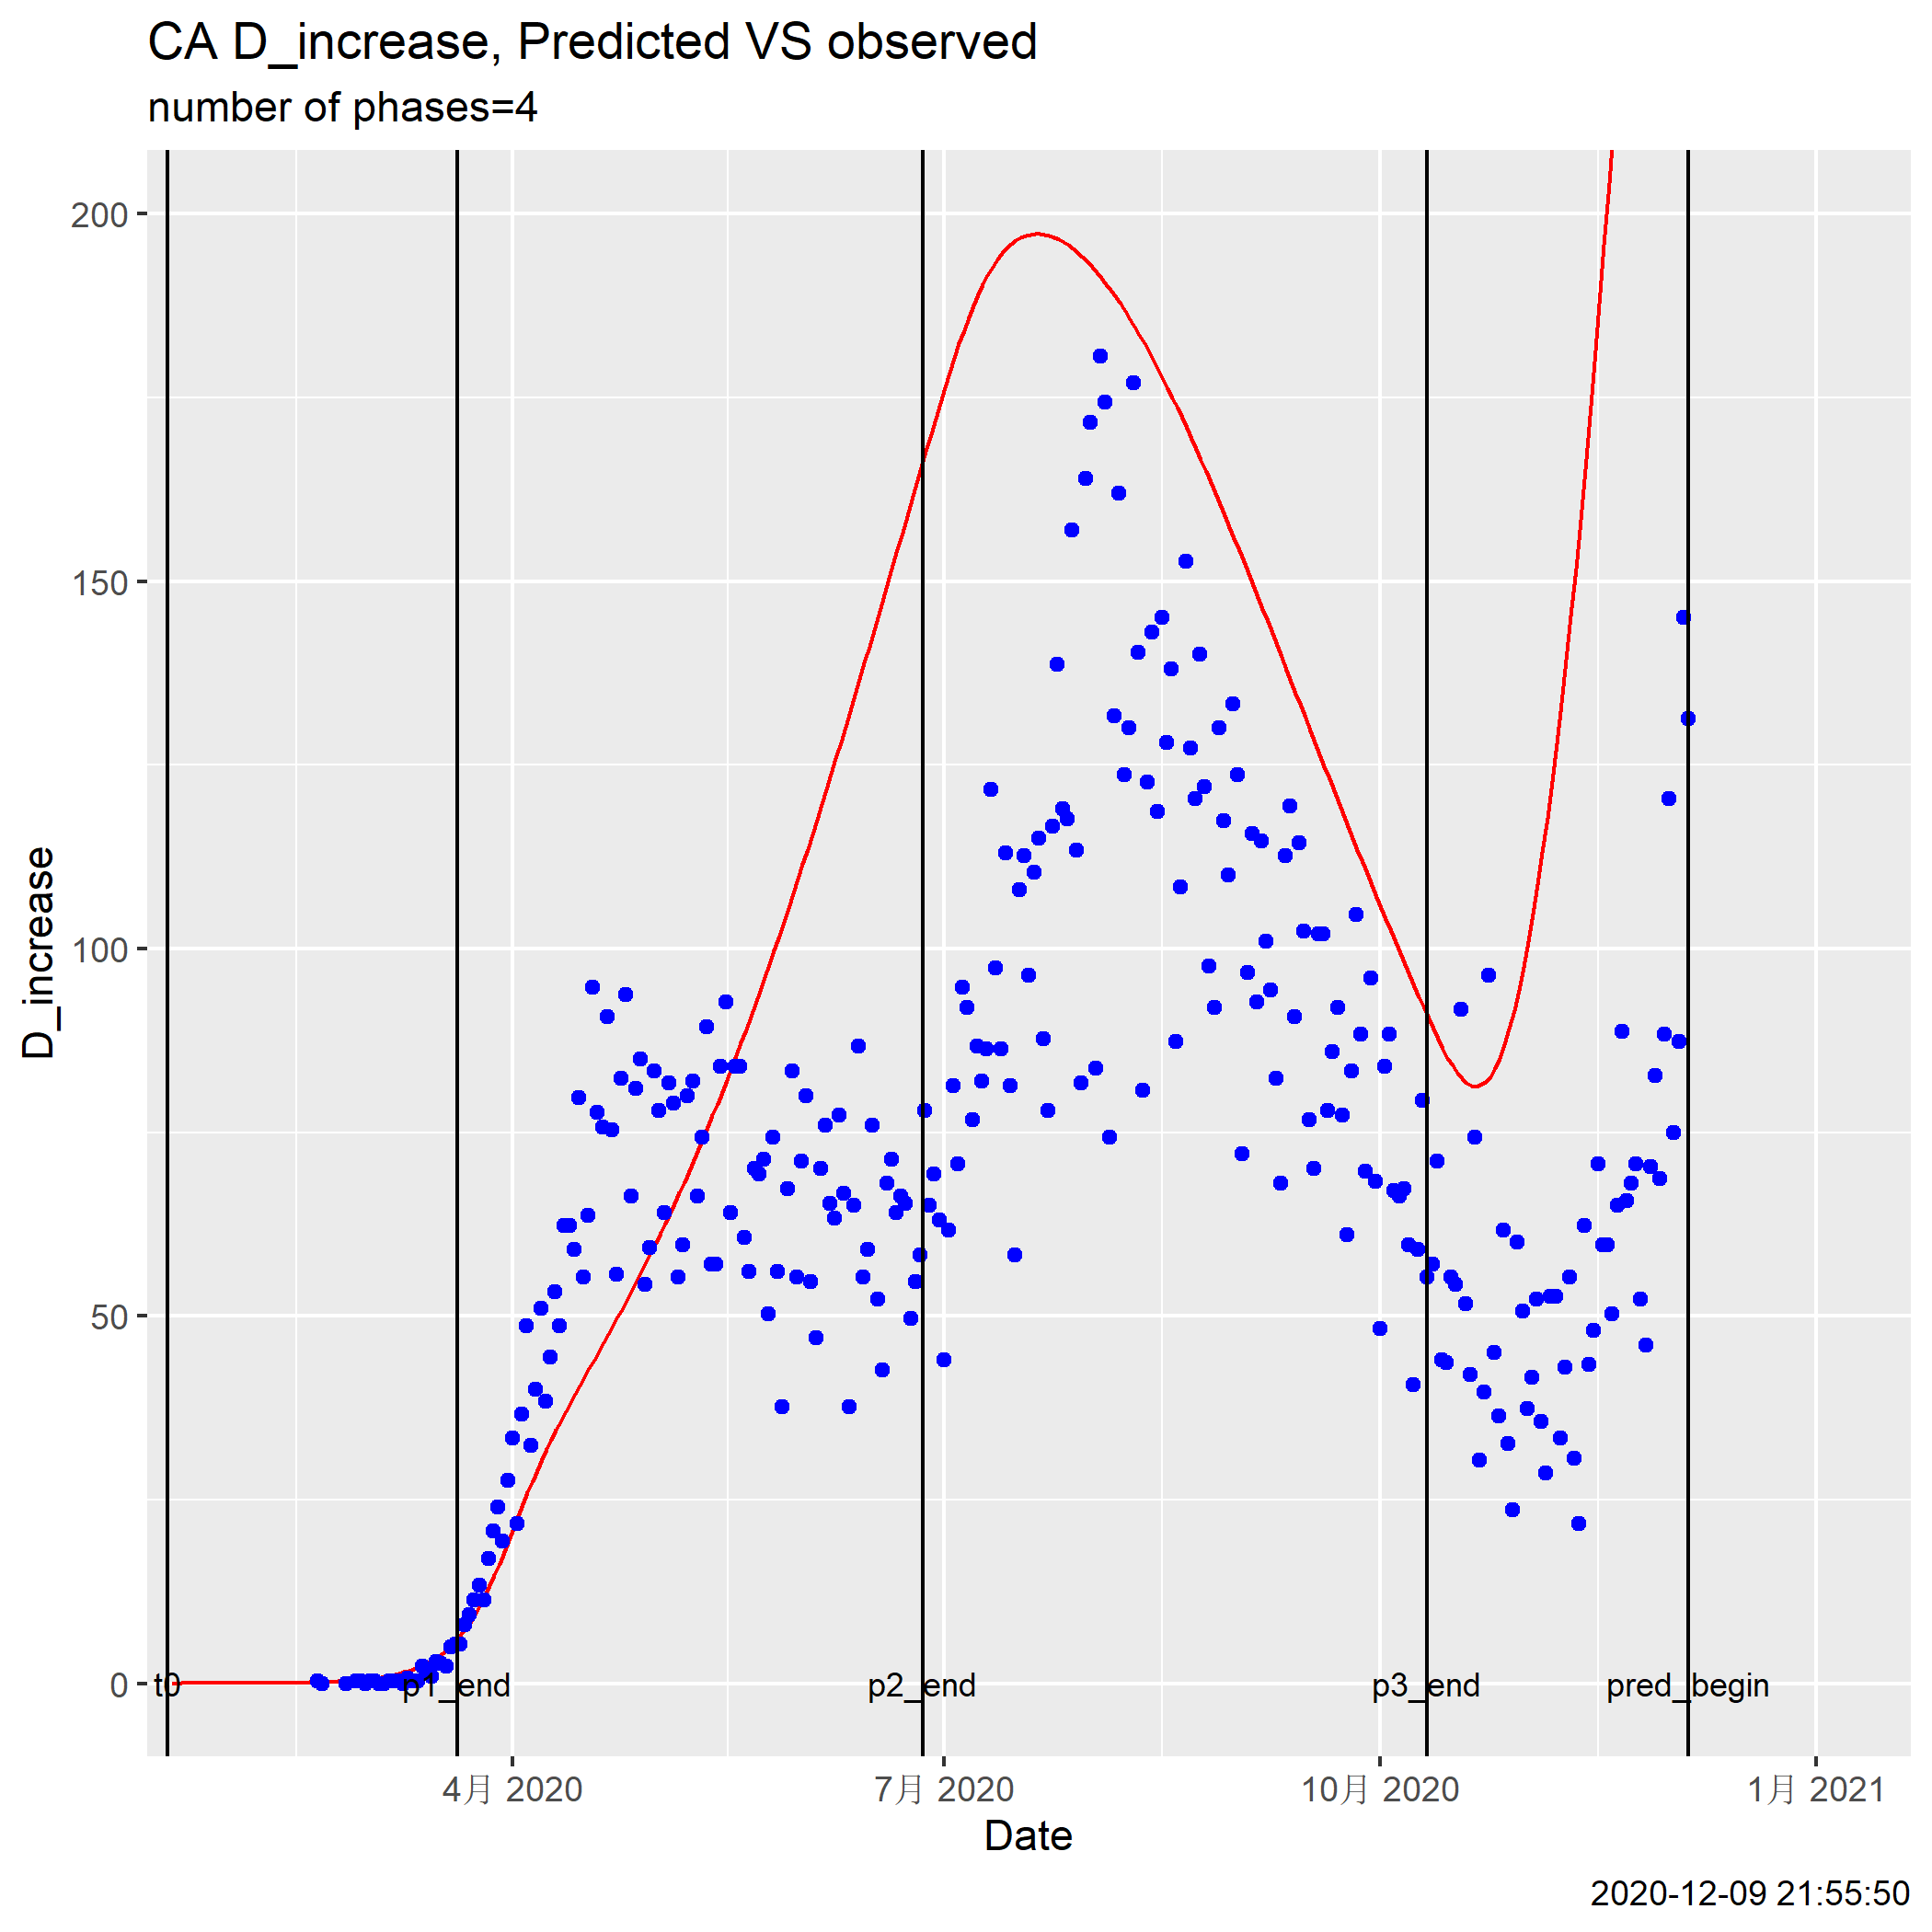 CA D_increase, Predicted VS observed
number of phases=4
D_increase
200
150
100
50
0
t0
p1_end
p2_end
p3_end
pred_begin
4月 2020
7月 2020
10月 2020
1月 2021
Date
2020-12-09 21:55:50